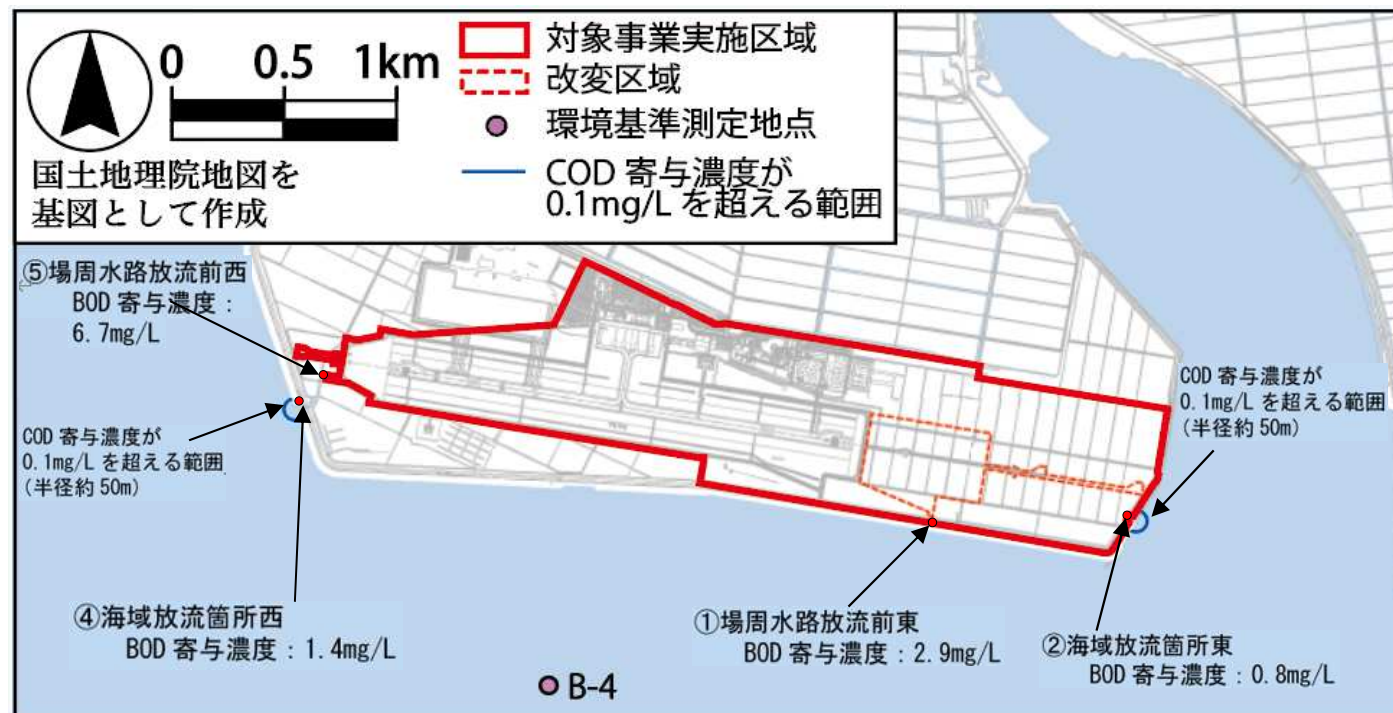 0 0.5 1km
国土地理院地図を
基図として作成
対象事業実施区域
改変区域
環境基準測定地点
COD 寄与濃度が
0.1mg/L を超える範囲
⑤場周水路放流前西
BOD 寄与濃度：
6.7mg/L
COD 寄与濃度が
0.1mg/L を超える範囲
(半径約 50m)
COD 寄与濃度が
0.1mg/L を超える範囲
(半径約 50m)
④海域放流箇所西
BOD 寄与濃度：1.4mg/L
①場周水路放流前東
BOD 寄与濃度：2.9mg/L
②海域放流箇所東
BOD 寄与濃度：0.8mg/L
B-4